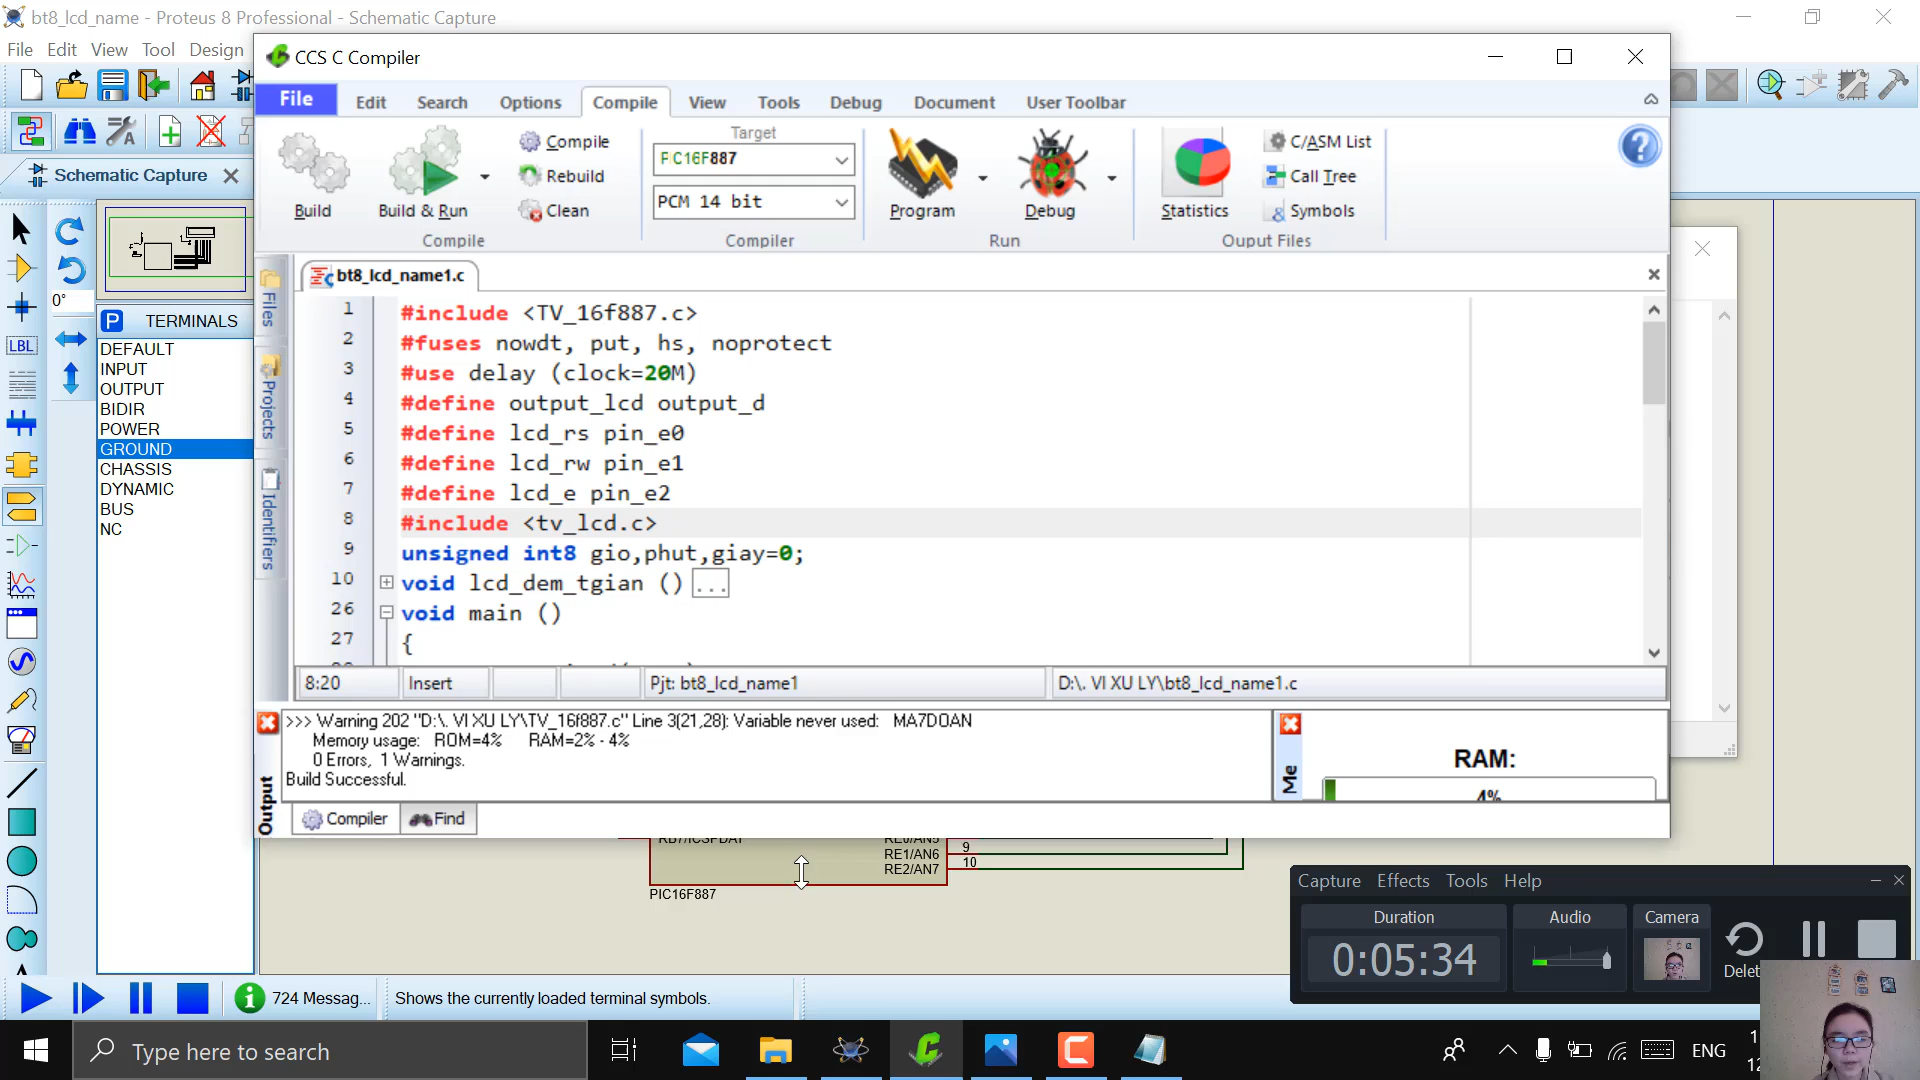 bt8_lcd_name - Proteus 8 Professional - Schematic Capture
File Edit View Tool Design
Schematic Capture
0°
LBL
P TERMINALS
DEFAULT
INPUT
OUTPUT
BIDIR
POWER
GROUND
CHASSIS
DYNAMIC
BUS
NC
CCS C Compiler
File Edit Search Options Compile View Tools Debug Document User Toolbar
Build
Build & Run
Compile
Rebuild
Clean
Compile
Target
PIC16F887
PCM 14 bit
Compiler
Program
Debug
Run
Statistics
C/ASM List
Call Tree
Symbols
Ouput Files
Files
Projects
Identifiers
bt8_lcd_name1.c
1 #include <TV_16f887.c>
2 #fuses nowdt, put, hs, noprotect
3 #use delay (clock=20M)
4 #define output_lcd output_d
5 #define lcd_rs pin_e0
6 #define lcd_rw pin_e1
7 #define lcd_e pin_e2
8 #include <tv_lcd.c>
9 unsigned int8 gio,phut,giay=0;
10 void lcd_dem_tgian () ...
26 void main ()
27 {
8:20 Insert Pjt: bt8_lcd_name1 D:\. VI XU LY\bt8_lcd_name1.c
Output
>>> Warning 202 "D:\. VI XU LY\TV_16f887.c" Line 3(21,28): Variable never used: MA7DOAN
Memory usage: ROM=4% RAM=2% - 4%
0 Errors, 1 Warnings.
Build Successful.
Compiler Find
Me
RAM:
4%
RB7/ICSPDAT
RE0/AN5
RE1/AN6 9
RE2/AN7 10
PIC16F887
Capture Effects Tools Help
Duration
0:05:34
Audio
Camera
Delet
724 Messag...
Shows the currently loaded terminal symbols.
Type here to search
ENG